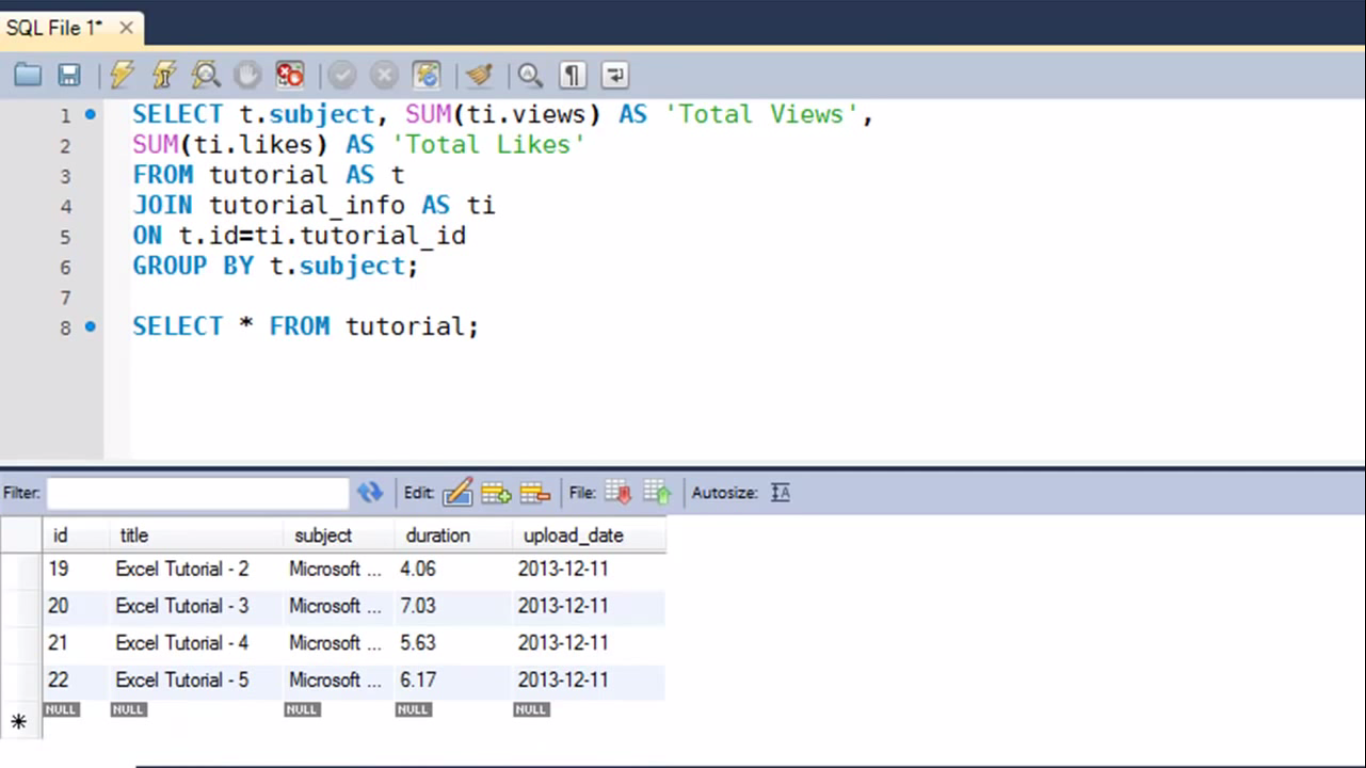 SQL File 1*
1 SELECT t.subject, SUM(ti.views) AS 'Total Views',
2 SUM(ti.likes) AS 'Total Likes'
3 FROM tutorial AS t
4 JOIN tutorial_info AS ti
5 ON t.id=ti.tutorial_id
6 GROUP BY t.subject;
7
8 SELECT * FROM tutorial;
Filter: Edit: File: Autosize:
id title subject duration upload_date
19 Excel Tutorial - 2 Microsoft ... 4.06 2013-12-11
20 Excel Tutorial - 3 Microsoft ... 7.03 2013-12-11
21 Excel Tutorial - 4 Microsoft ... 5.63 2013-12-11
22 Excel Tutorial - 5 Microsoft ... 6.17 2013-12-11
NULL NULL NULL NULL NULL